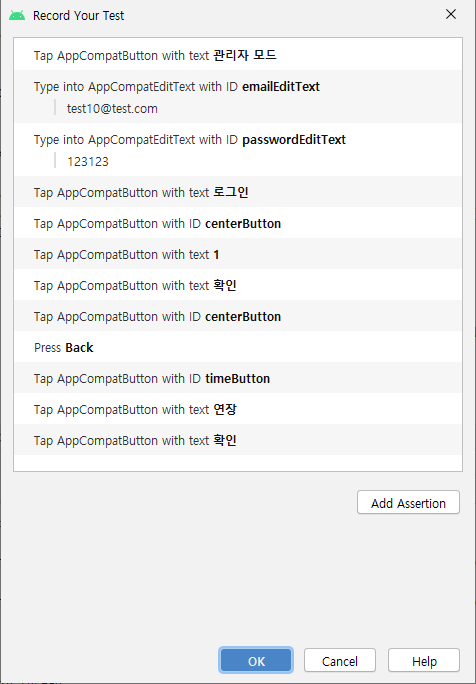 Record Your Test
Tap AppCompatButton with text 관리자 모드
Type into AppCompatEditText with ID emailEditText
test10@test.com
Type into AppCompatEditText with ID passwordEditText
123123
Tap AppCompatButton with text 로그인
Tap AppCompatButton with ID centerButton
Tap AppCompatButton with text 1
Tap AppCompatButton with text 확인
Tap AppCompatButton with ID centerButton
Press Back
Tap AppCompatButton with ID timeButton
Tap AppCompatButton with text 연장
Tap AppCompatButton with text 확인
Add Assertion
OK Cancel Help